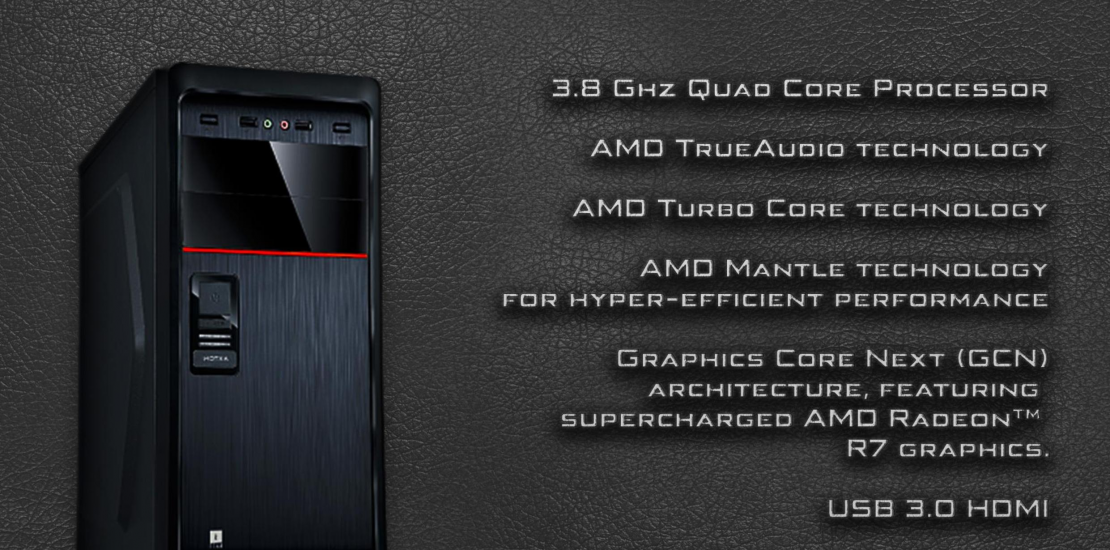 3.8 Ghz Quad Core Processor
AMD TrueAudio technology
AMD Turbo Core technology
AMD Mantle technology
for hyper-efficient performance
Graphics Core Next (GCN)
architecture, featuring
supercharged AMD Radeon™
R7 graphics.
USB 3.0 HDMI